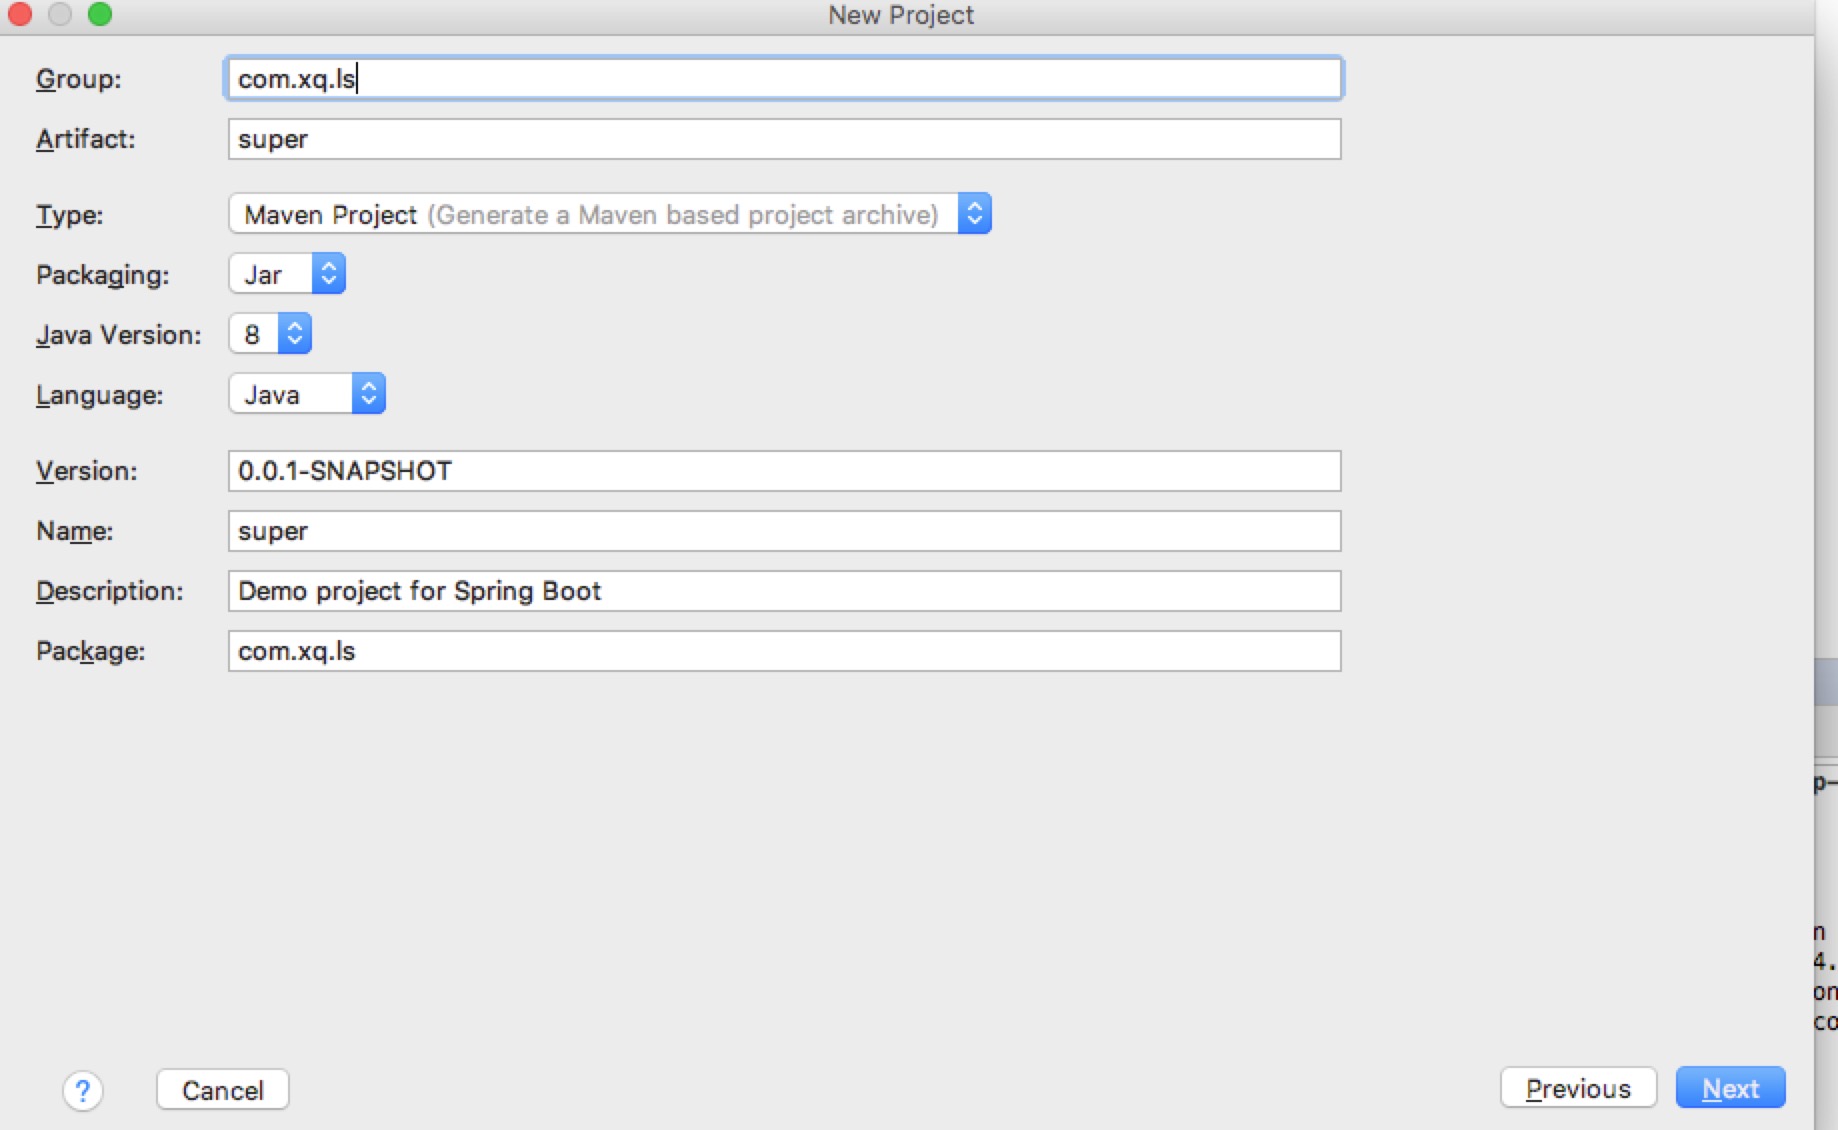 New Project
Group: com.xq.ls
Artifact: super
Type: Maven Project (Generate a Maven based project archive)
Packaging: Jar
Java Version: 8
Language: Java
Version: 0.0.1-SNAPSHOT
Name: super
Description: Demo project for Spring Boot
Package: com.xq.ls
p-
n
4.
on
co
? Cancel Previous Next